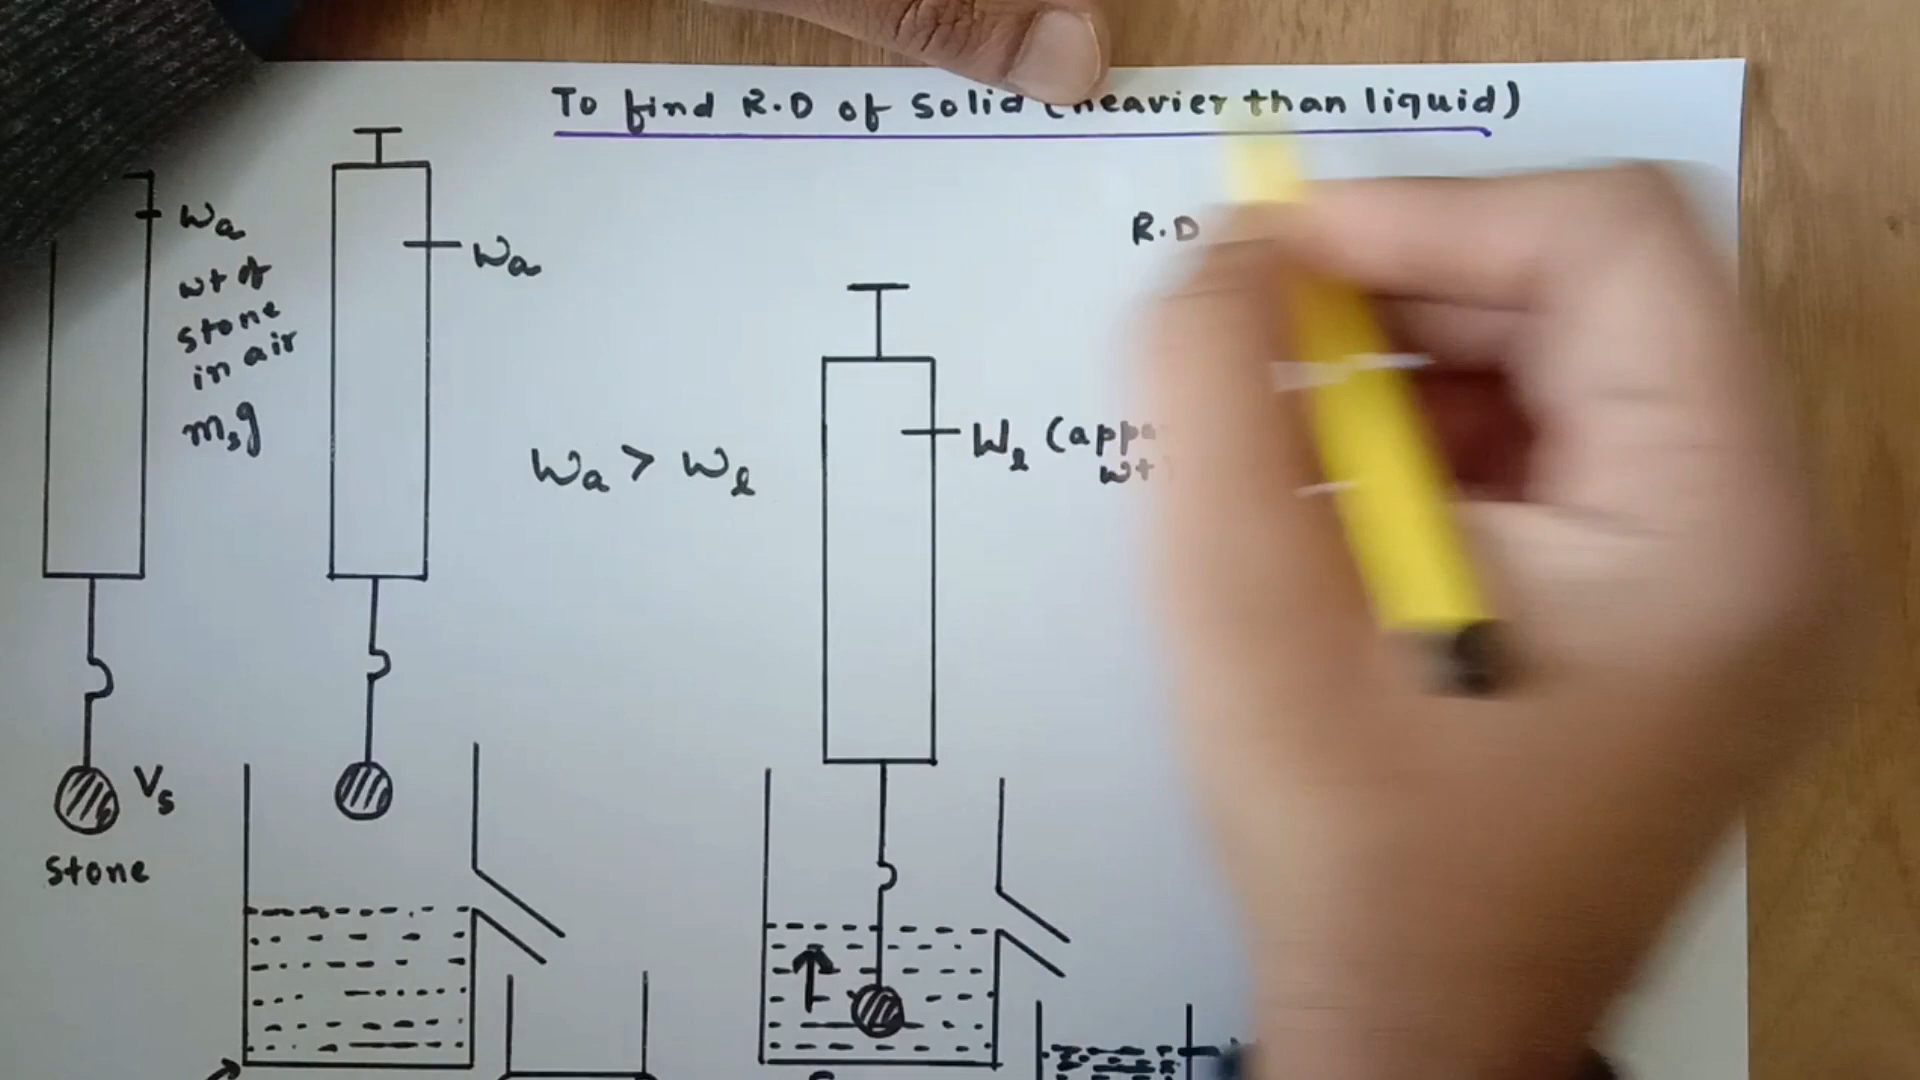 To find R.D of Solid (heavier than liquid)
Wa
wt of
stone
in air
msg
Wa
R.D
Wa > Wl
Wl (appa
wt
Vs
Stone